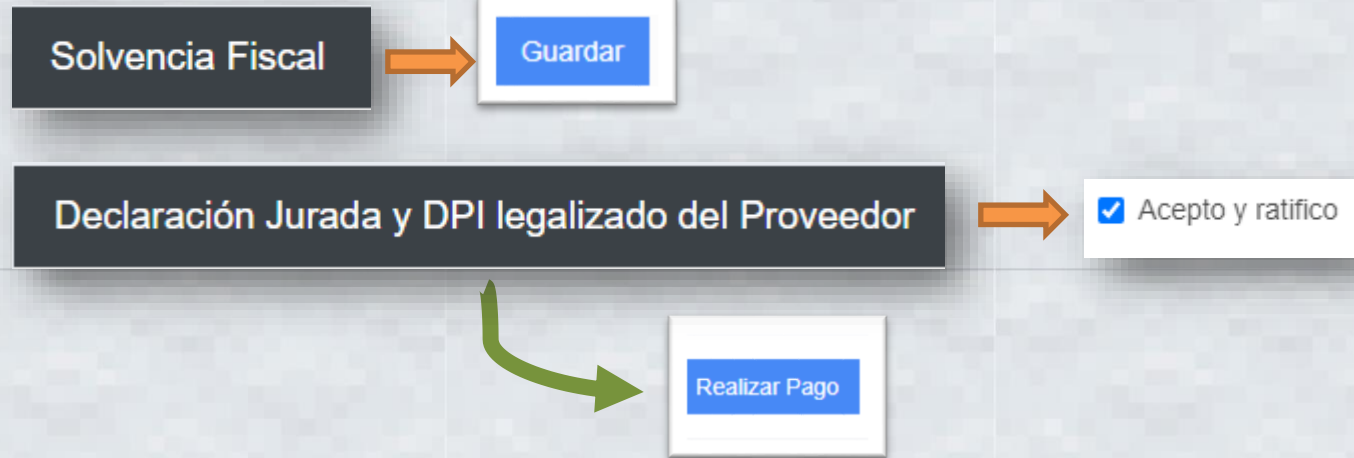 Solvencia Fiscal
Guardar
Declaración Jurada y DPI legalizado del Proveedor
Acepto y ratifico
Realizar Pago